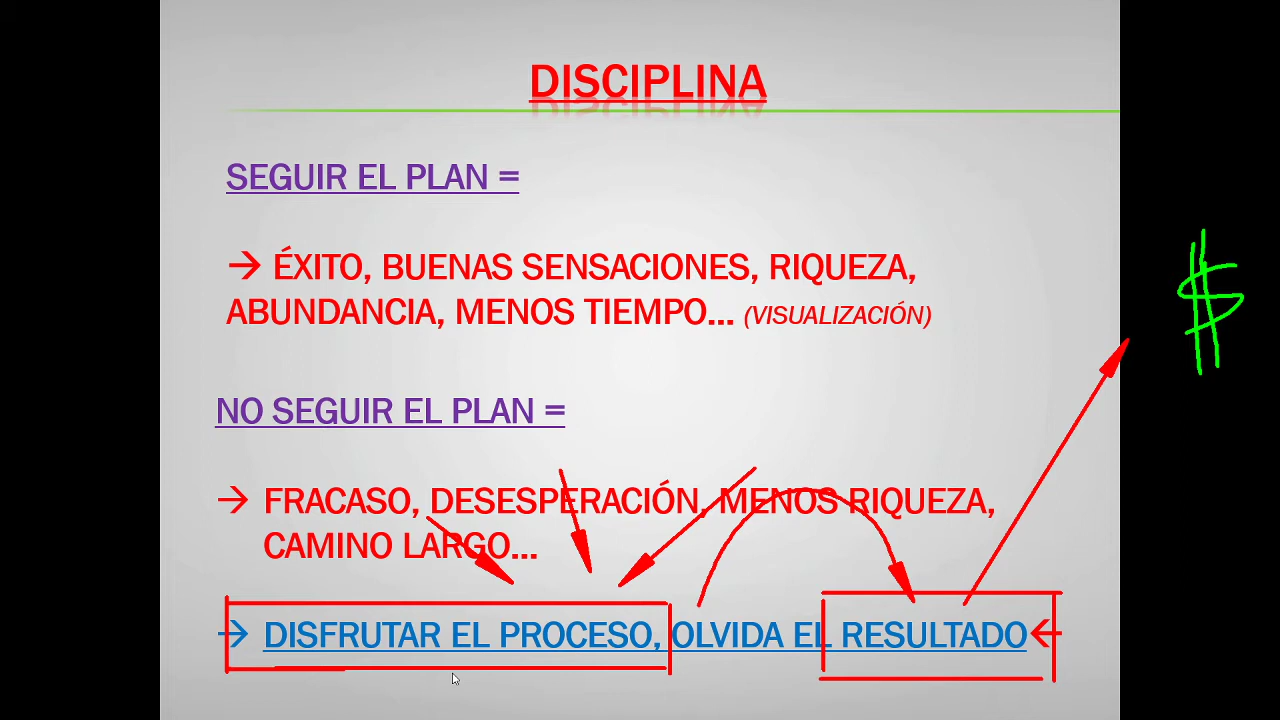 DISCIPLINA
SEGUIR EL PLAN =
→ ÉXITO, BUENAS SENSACIONES, RIQUEZA,
ABUNDANCIA, MENOS TIEMPO... (VISUALIZACIÓN)
$
NO SEGUIR EL PLAN =
→ FRACASO, DESESPERACIÓN, MENOS RIQUEZA,
CAMINO LARGO...
→ DISFRUTAR EL PROCESO, OLVIDA EL RESULTADO←